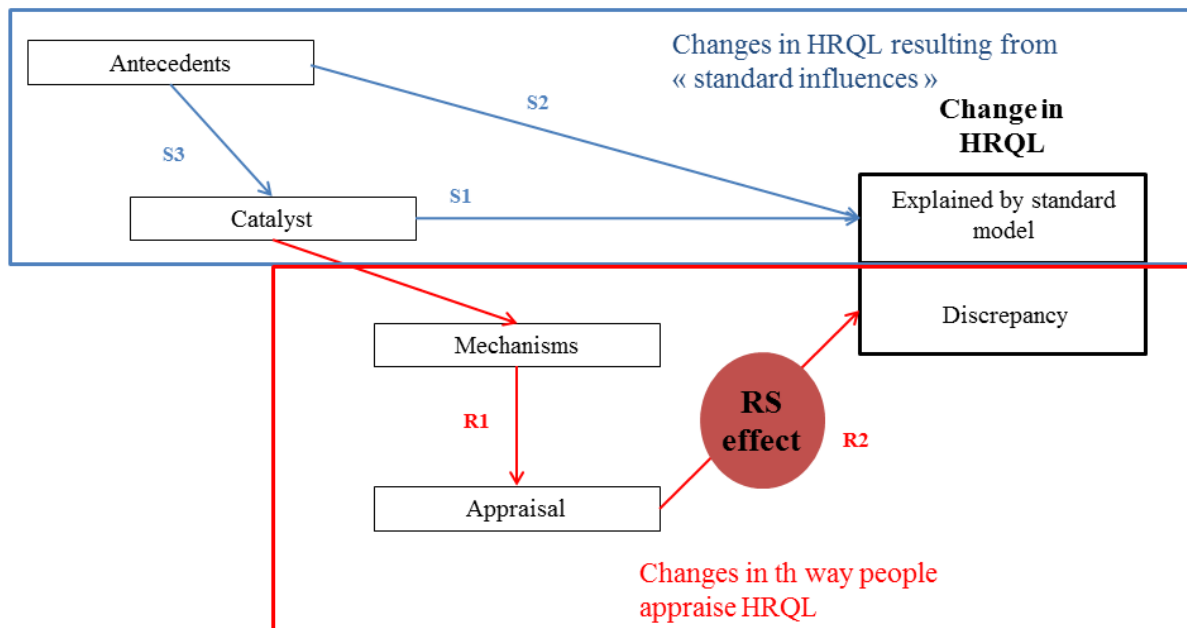 Antecedents
Changes in HRQL resulting from
« standard influences »
S2
Change in
HRQL
S3
Catalyst
S1
Explained by standard
model
Mechanisms
Discrepancy
R1
RS
effect
R2
Appraisal
Changes in th way people
appraise HRQL